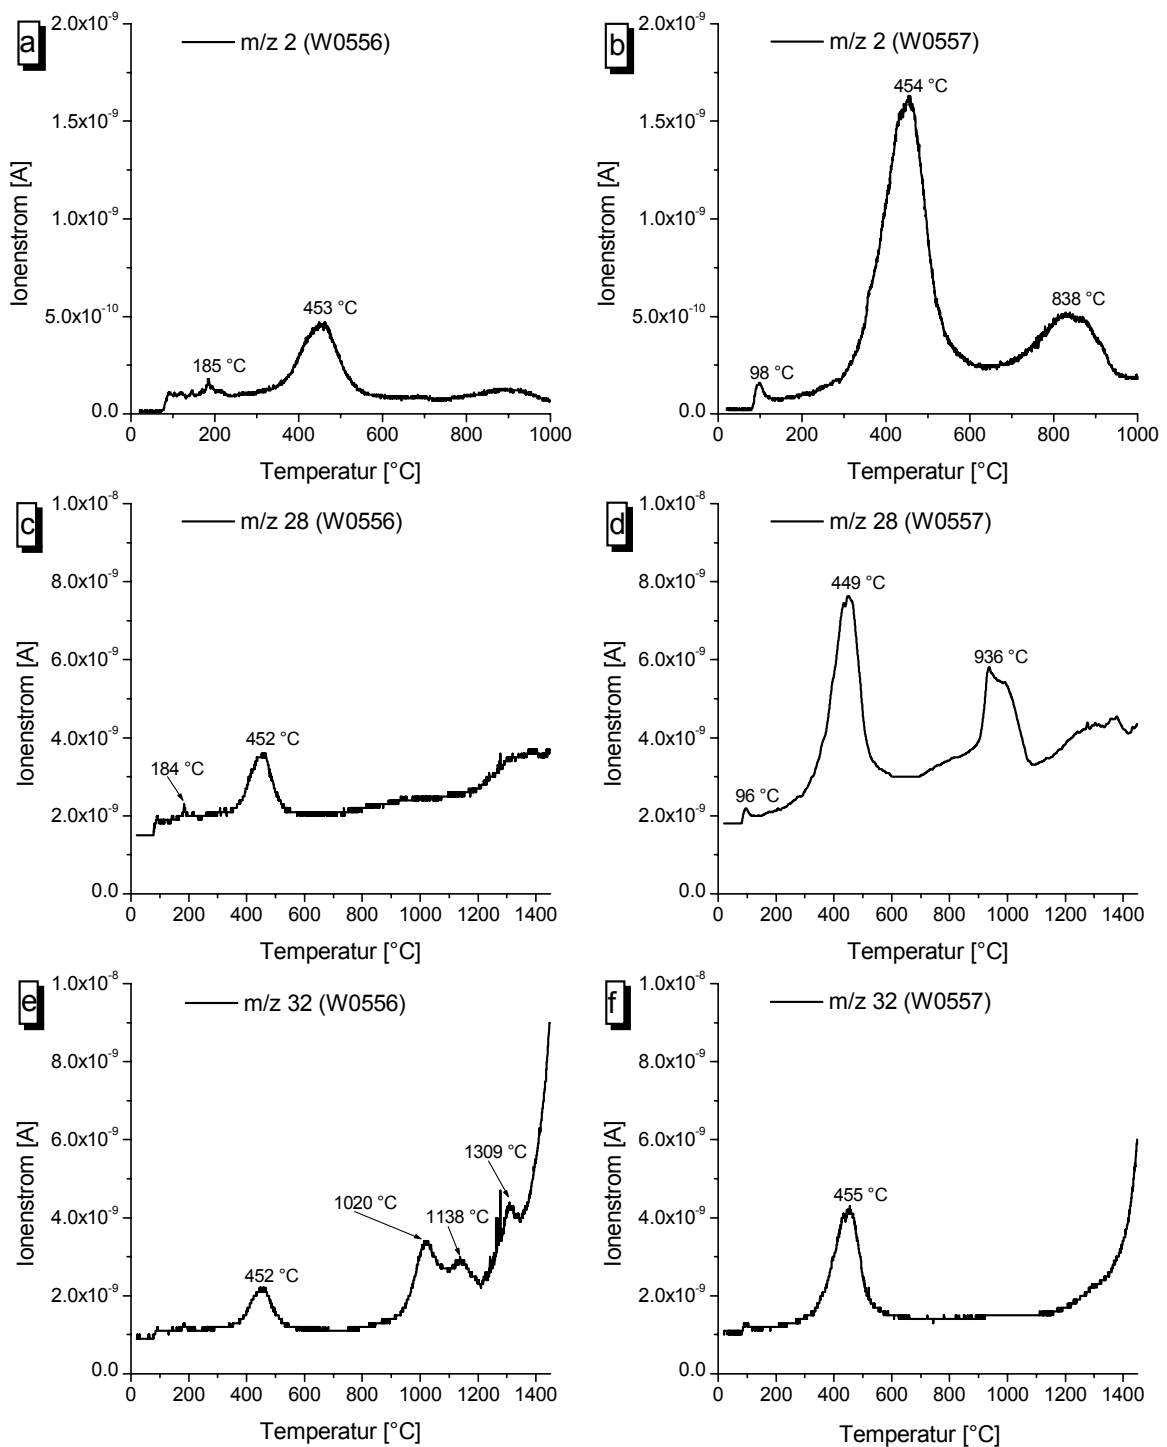 a
m/z 2 (W0556)
2.0x10⁻⁹
1.5x10⁻⁹
1.0x10⁻⁹
5.0x10⁻¹⁰
0.0
Ionenstrom [A]
185 °C
453 °C
0 200 400 600 800 1000
Temperatur [°C]
b
m/z 2 (W0557)
2.0x10⁻⁹
1.5x10⁻⁹
1.0x10⁻⁹
5.0x10⁻¹⁰
0.0
Ionenstrom [A]
98 °C
454 °C
838 °C
0 200 400 600 800 1000
Temperatur [°C]
c
m/z 28 (W0556)
1.0x10⁻⁸
8.0x10⁻⁹
6.0x10⁻⁹
4.0x10⁻⁹
2.0x10⁻⁹
0.0
Ionenstrom [A]
184 °C
452 °C
0 200 400 600 800 1000 1200 1400
Temperatur [°C]
d
m/z 28 (W0557)
1.0x10⁻⁸
8.0x10⁻⁹
6.0x10⁻⁹
4.0x10⁻⁹
2.0x10⁻⁹
0.0
Ionenstrom [A]
96 °C
449 °C
936 °C
0 200 400 600 800 1000 1200 1400
Temperatur [°C]
e
m/z 32 (W0556)
1.0x10⁻⁸
8.0x10⁻⁹
6.0x10⁻⁹
4.0x10⁻⁹
2.0x10⁻⁹
0.0
Ionenstrom [A]
452 °C
1020 °C
1138 °C
1309 °C
0 200 400 600 800 1000 1200 1400
Temperatur [°C]
f
m/z 32 (W0557)
1.0x10⁻⁸
8.0x10⁻⁹
6.0x10⁻⁹
4.0x10⁻⁹
2.0x10⁻⁹
0.0
Ionenstrom [A]
455 °C
0 200 400 600 800 1000 1200 1400
Temperatur [°C]